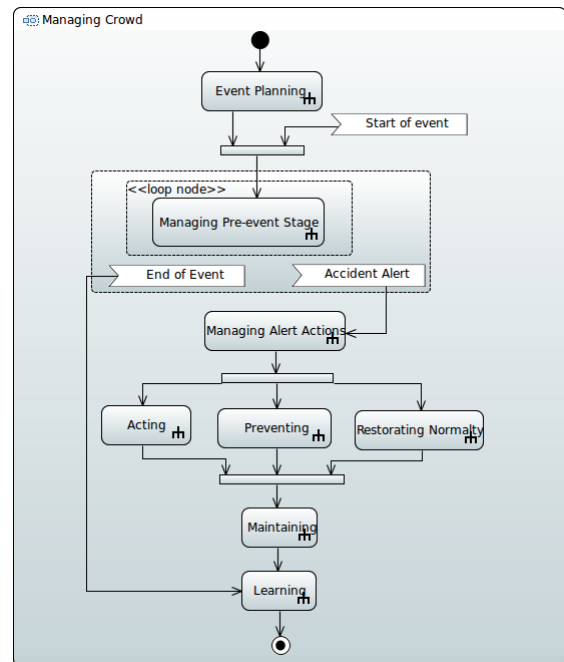 Managing Crowd
Event Planning
Start of event
<<loop node>>
Managing Pre-event Stage
End of Event
Accident Alert
Managing Alert Actions
Acting
Preventing
Restorating Normalty
Maintaining
Learning